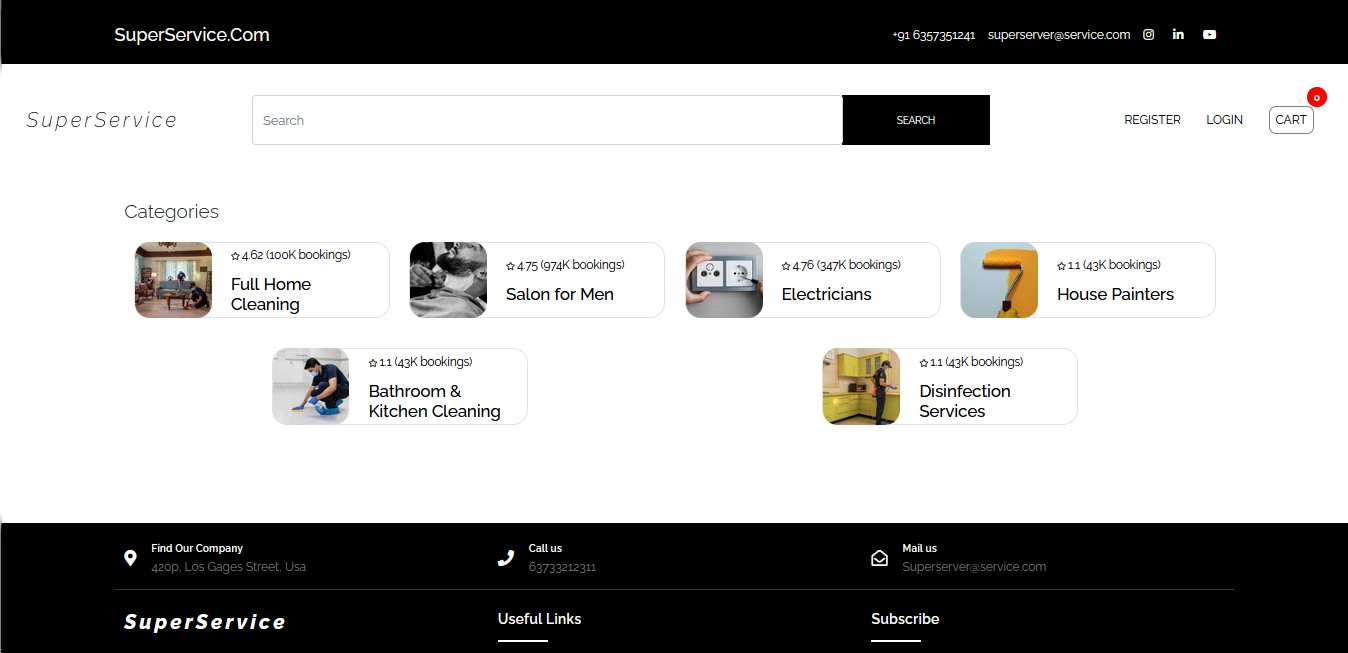 SuperService.Com
+91 6357351241 superserver@service.com
SuperService
Search
SEARCH
REGISTER
LOGIN
CART
0
Categories
4.62 (100K bookings)
Full Home
Cleaning
4.75 (974K bookings)
Salon for Men
4.76 (347K bookings)
Electricians
1.1 (43K bookings)
House Painters
1.1 (43K bookings)
Bathroom &
Kitchen Cleaning
1.1 (43K bookings)
Disinfection
Services
Find Our Company
420p, Los Gages Street, Usa
Call us
63733212311
Mail us
Superserver@service.com
SuperService
Useful Links
Subscribe